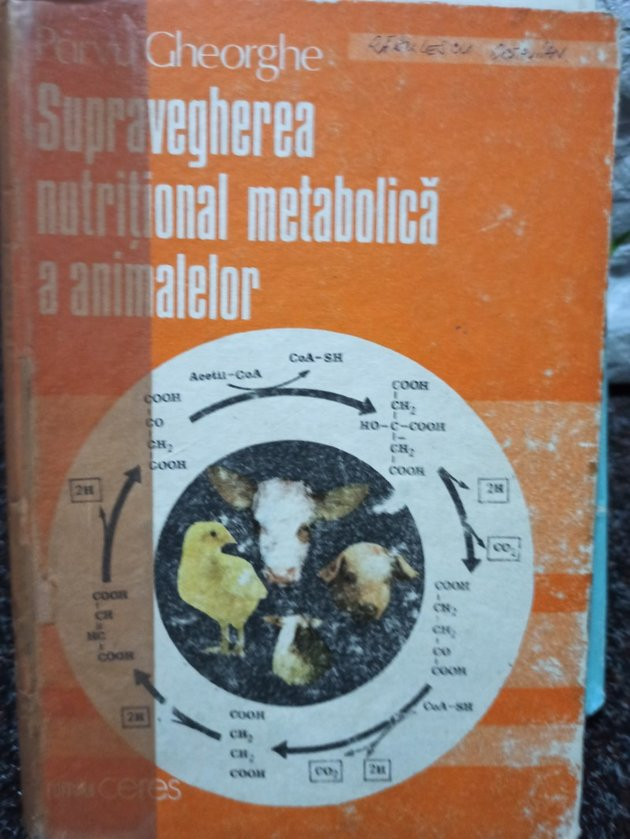 Pârvu Gheorghe
Supravegherea
nutrițional metabolică
a animalelor
CoA-SH
Acetil-CoA
COOH
CO
CH2
COOH
COOH
CH2
HO-C-COOH
CH2
COOH
2H
2H
CO2
COOH
CH2
CH2
CO
COOH
COOH
CH
HC
COOH
CoA-SH
2H
COOH
CH2
CH2
COOH
CO2
2H
ceres